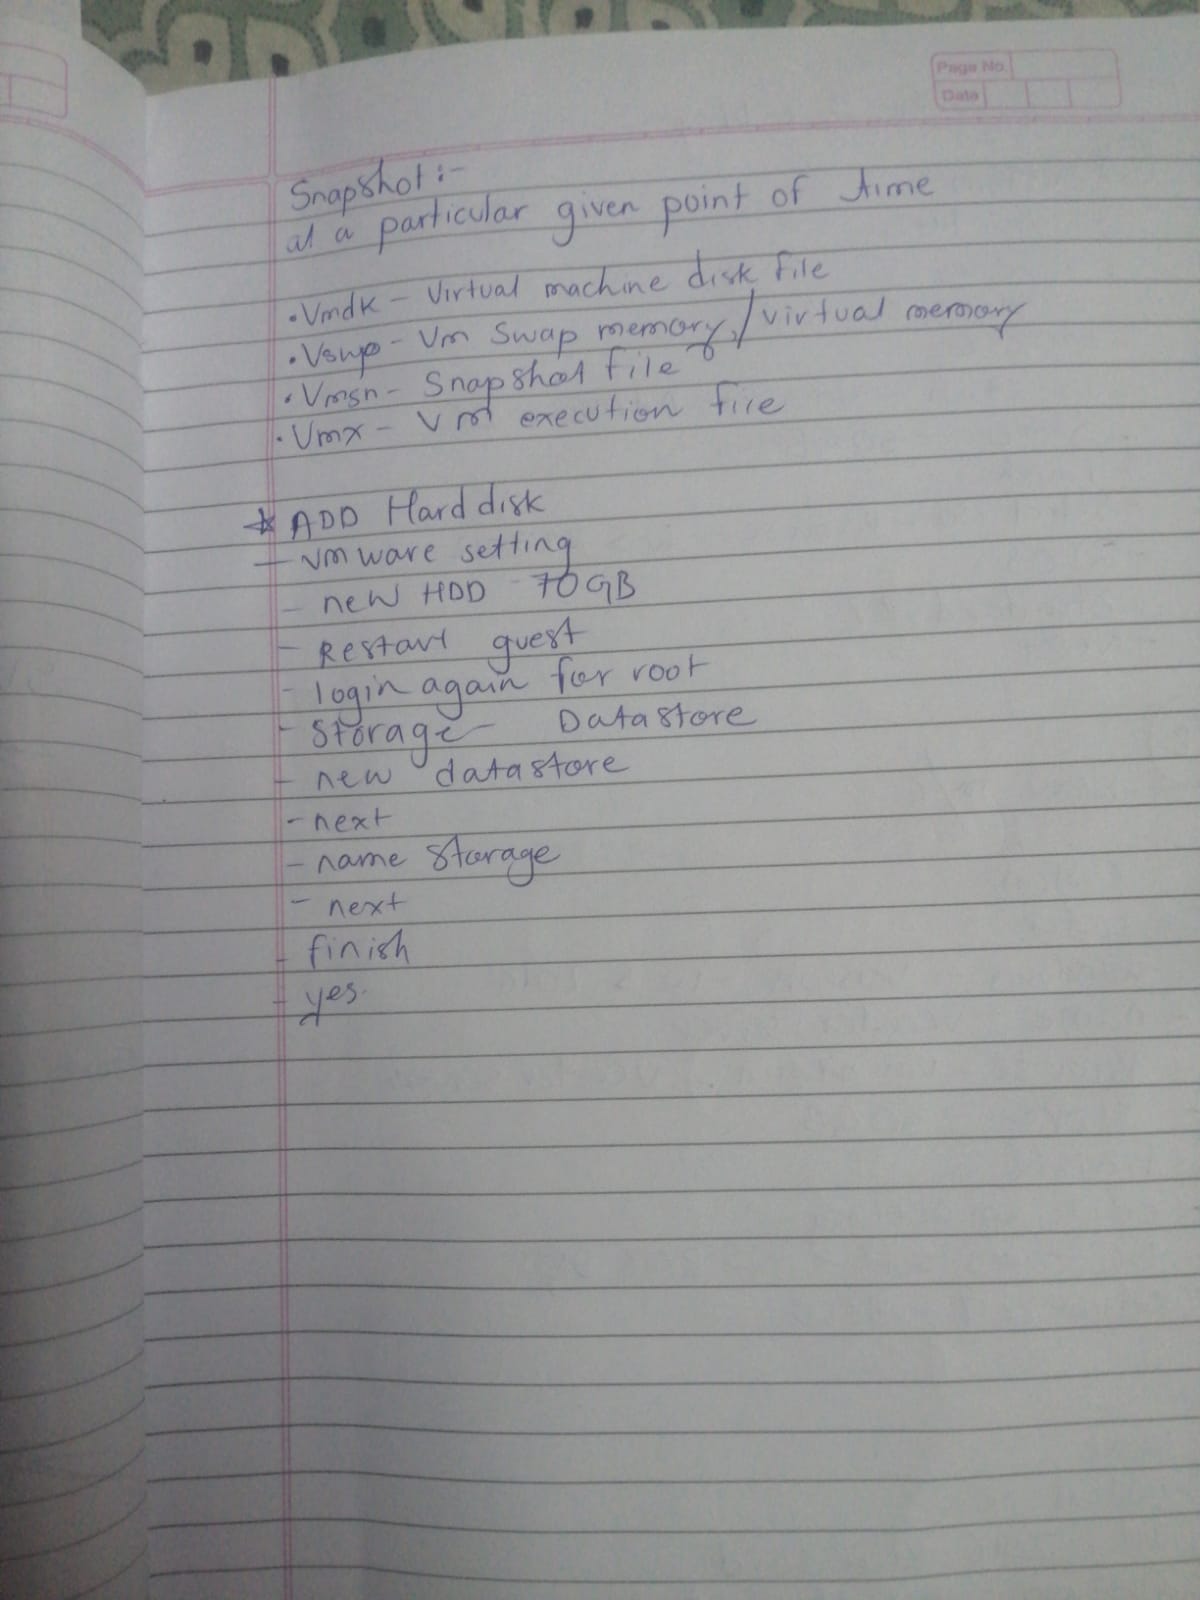 Page No.
Date
Snapshot :-
at a particular given point of time
• Vmdk - Virtual machine disk file
• Vswp - Vm Swap memory / virtual memory
• Vmsn - Snapshot file
• Vmx - Vm execution file
* ADD Hard disk
- vmware setting
- new HDD - 70GB
- Restart guest
- login again for root
- Storage - Datastore
- new datastore
- next
- name storage
- next
- finish
- yes.